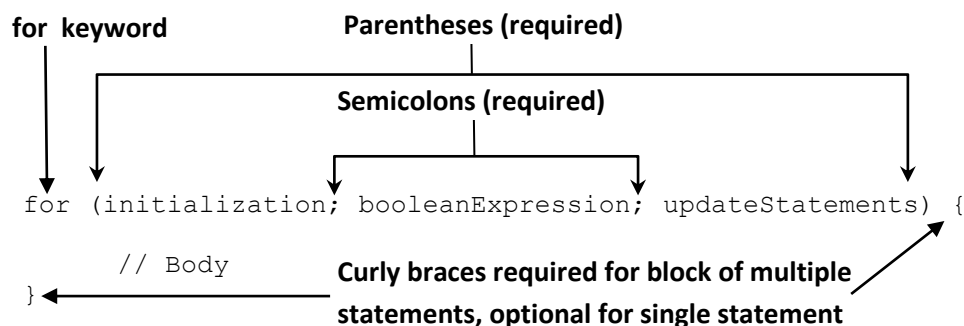 for keyword
Parentheses (required)
Semicolons (required)
for (initialization; booleanExpression; updateStatements) {
// Body
Curly braces required for block of multiple
}
statements, optional for single statement